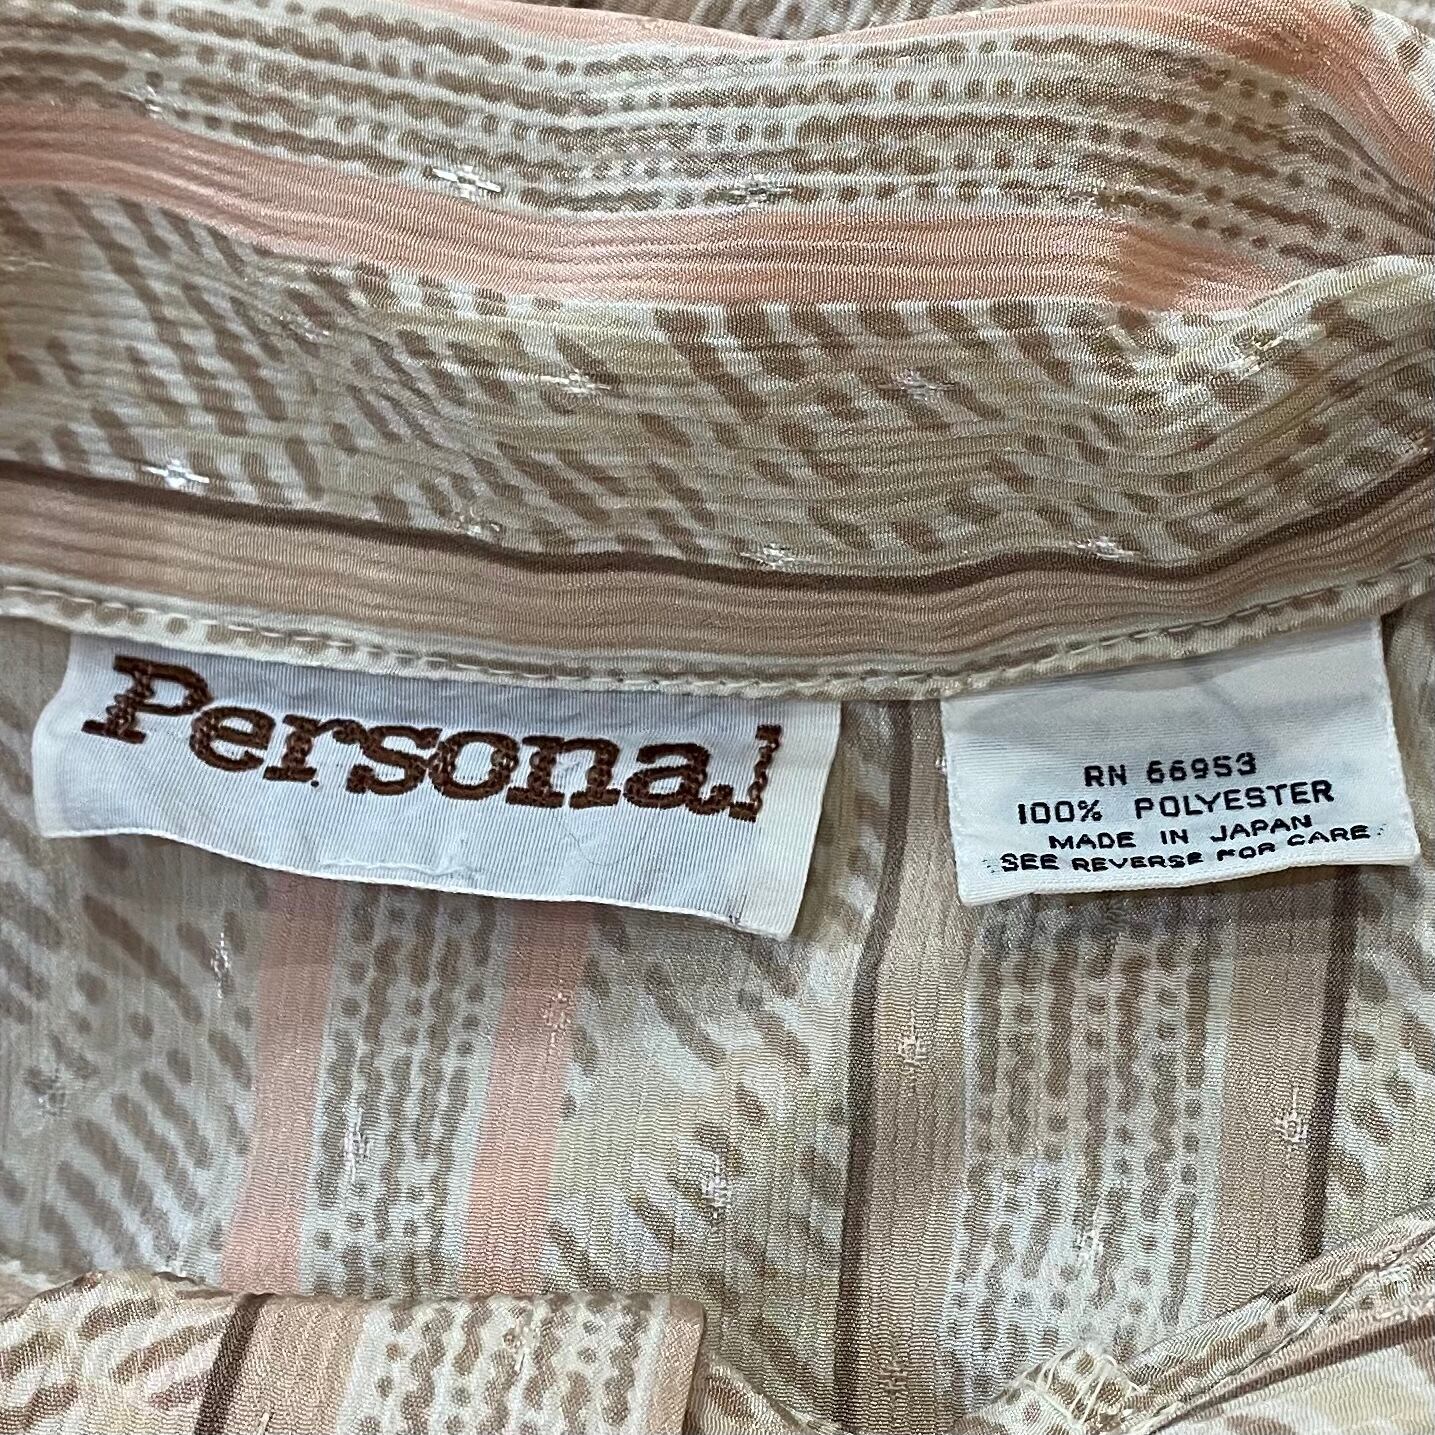 Personal
RN 66953
100% POLYESTER
MADE IN JAPAN
SEE REVERSE FOR CARE